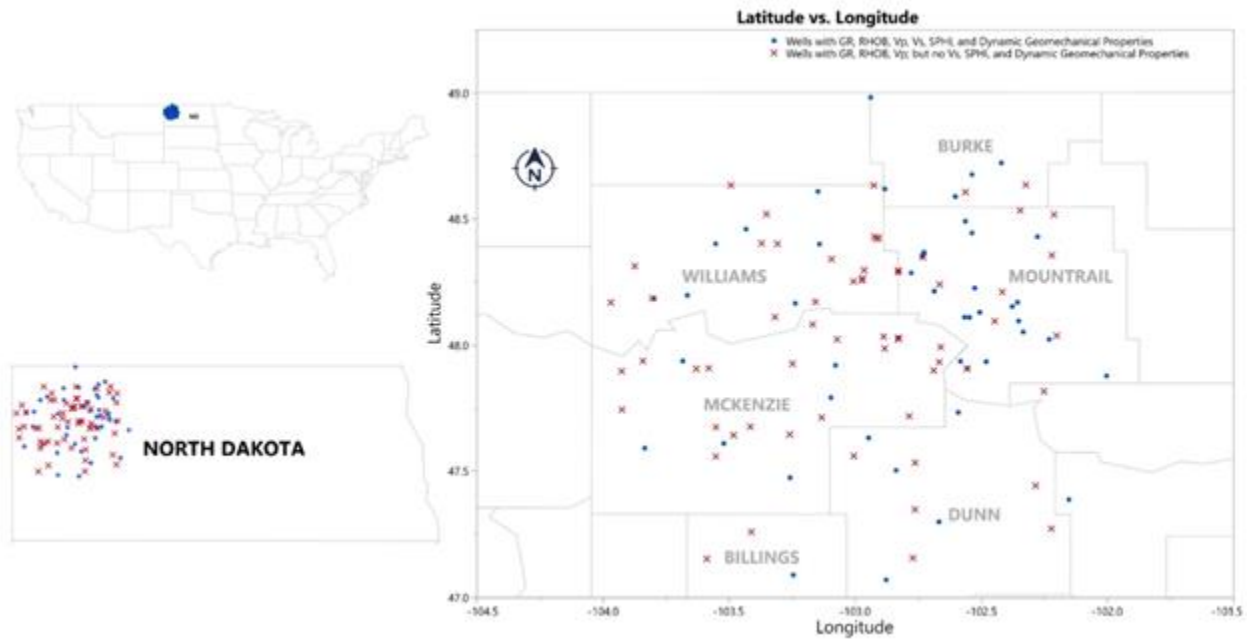 Latitude vs. Longitude
Wells with GR, RHOB, Vp, Vs, SPHI, and Dynamic Geomechanical Properties
Wells with GR, RHOB, Vp; but no Vs, SPHI, and Dynamic Geomechanical Properties
ND
N
49.0
BURKE
48.5
WILLIAMS
MOUNTRAIL
Latitude
48.0
MCKENZIE
NORTH DAKOTA
47.5
DUNN
BILLINGS
47.0
-104.5
-104.0
-103.5
-103.0
-102.5
-102.0
-101.5
Longitude